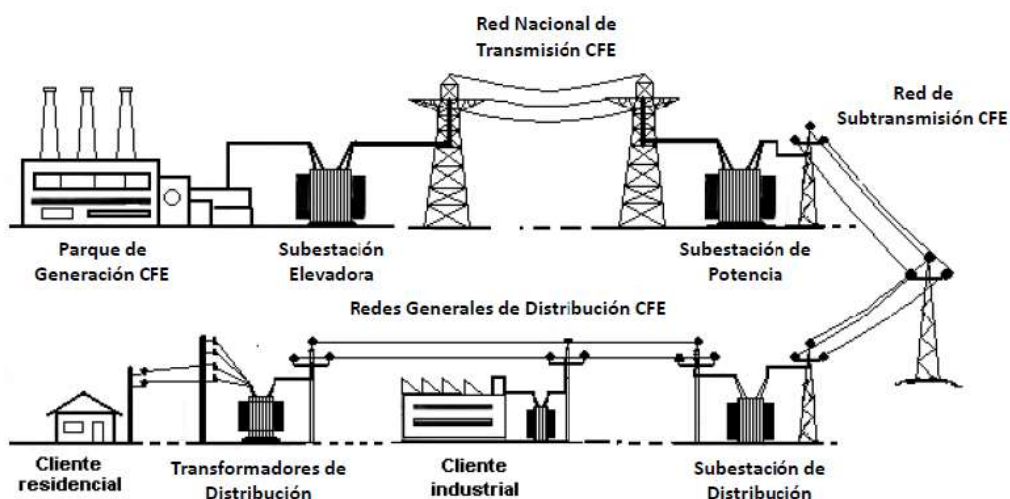 Red Nacional de
Transmisión CFE
Red de
Subtransmisión CFE
Parque de
Generación CFE
Subestación
Elevadora
Subestación de
Potencia
Redes Generales de Distribución CFE
Cliente
residencial
Transformadores de
Distribución
Cliente
industrial
Subestación de
Distribución